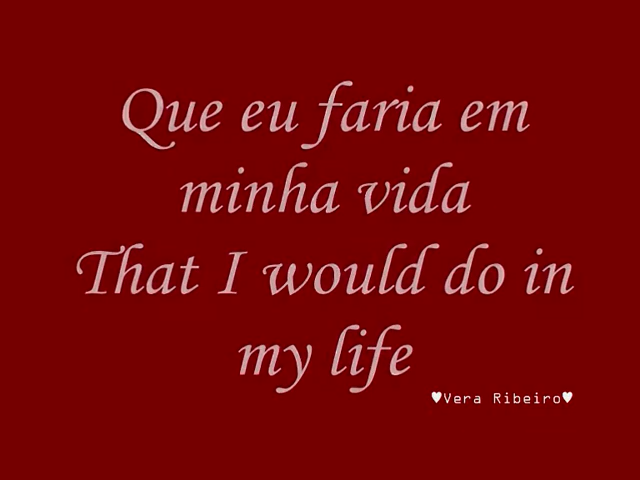 Que eu faria em
minha vida
That I would do in
my life
♥Vera Ribeiro♥